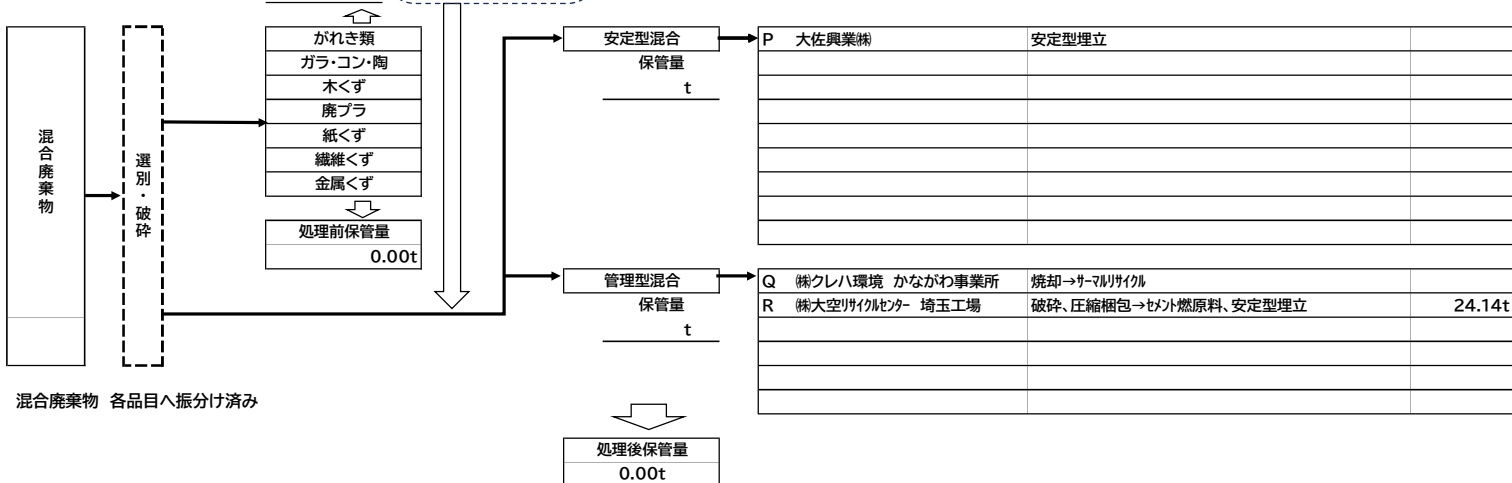 混合廃棄物
選別・破砕
がれき類
ガラ・コン・陶
木くず
廃プラ
紙くず
繊維くず
金属くず
処理前保管量
0.00t
安定型混合
保管量
t
P 大佐興業㈱ 安定型埋立
管理型混合
保管量
t
Q ㈱クレハ環境 かながわ事業所 焼却→ｻｰﾏﾙﾘｻｲｸﾙ
R ㈱大空ﾘｻｲｸﾙｾﾝﾀｰ 埼玉工場 破砕、圧縮梱包→ｾﾒﾝﾄ燃原料、安定型埋立 24.14t
混合廃棄物 各品目へ振分け済み
処理後保管量
0.00t